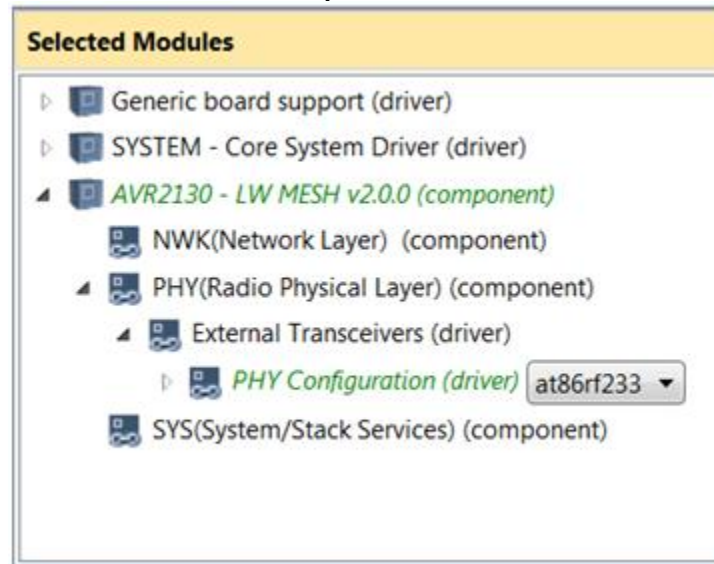 Selected Modules
Generic board support (driver)
SYSTEM - Core System Driver (driver)
AVR2130 - LW MESH v2.0.0 (component)
NWK(Network Layer) (component)
PHY(Radio Physical Layer) (component)
External Transceivers (driver)
PHY Configuration (driver) at86rf233
SYS(System/Stack Services) (component)